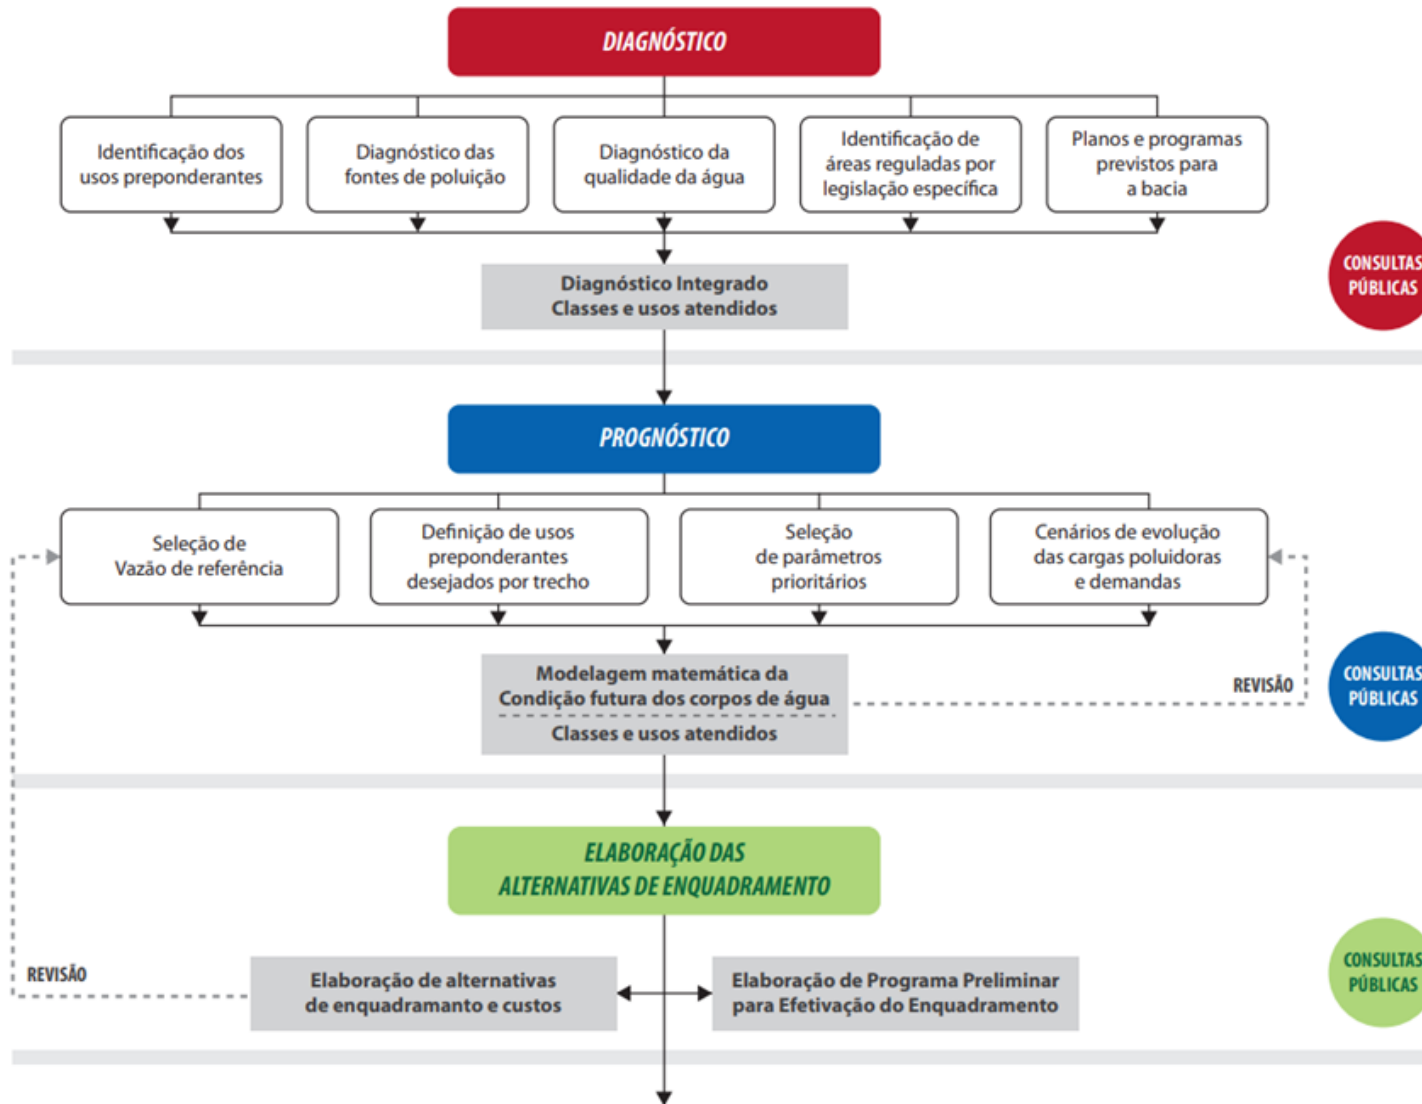 DIAGNÓSTICO
Identificação dos
usos preponderantes
Diagnóstico das
fontes de poluição
Diagnóstico da
qualidade da água
Identificação de
áreas reguladas por
legislação específica
Planos e programas
previstos para
a bacia
CONSULTAS
PÚBLICAS
Diagnóstico Integrado
Classes e usos atendidos
PROGNÓSTICO
Seleção de
Vazão de referência
Definição de usos
preponderantes
desejados por trecho
Seleção
de parâmetros
prioritários
Cenários de evolução
das cargas poluidoras
e demandas
Modelagem matemática da
Condição futura dos corpos de água
Classes e usos atendidos
REVISÃO
CONSULTAS
PÚBLICAS
ELABORAÇÃO DAS
ALTERNATIVAS DE ENQUADRAMENTO
REVISÃO
Elaboração de alternativas
de enquadramanto e custos
Elaboração de Programa Preliminar
para Efetivação do Enquadramento
CONSULTAS
PÚBLICAS